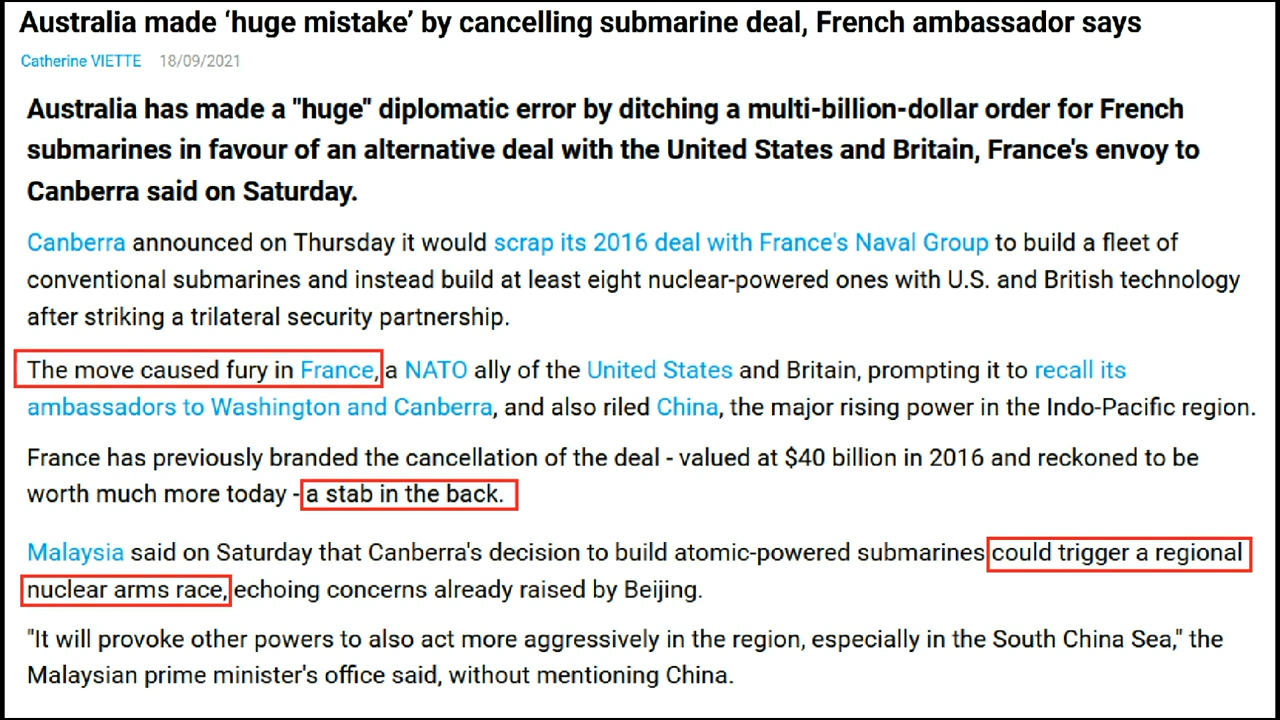 Australia made ‘huge mistake’ by cancelling submarine deal, French ambassador says
Catherine VIETTE 18/09/2021
Australia has made a "huge" diplomatic error by ditching a multi-billion-dollar order for French
submarines in favour of an alternative deal with the United States and Britain, France's envoy to
Canberra said on Saturday.
Canberra announced on Thursday it would scrap its 2016 deal with France's Naval Group to build a fleet of
conventional submarines and instead build at least eight nuclear-powered ones with U.S. and British technology
after striking a trilateral security partnership.
The move caused fury in France, a NATO ally of the United States and Britain, prompting it to recall its
ambassadors to Washington and Canberra, and also riled China, the major rising power in the Indo-Pacific region.
France has previously branded the cancellation of the deal - valued at $40 billion in 2016 and reckoned to be
worth much more today - a stab in the back.
Malaysia said on Saturday that Canberra's decision to build atomic-powered submarines could trigger a regional
nuclear arms race, echoing concerns already raised by Beijing.
"It will provoke other powers to also act more aggressively in the region, especially in the South China Sea," the
Malaysian prime minister's office said, without mentioning China.